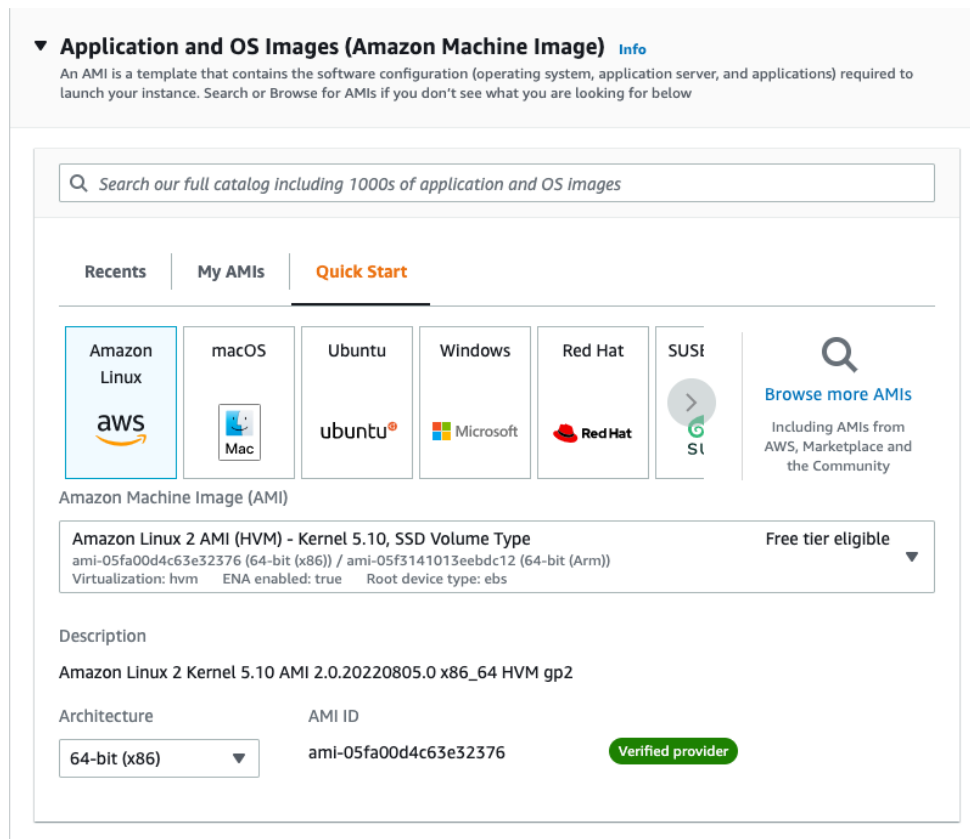 Application and OS Images (Amazon Machine Image) Info
An AMI is a template that contains the software configuration (operating system, application server, and applications) required to
launch your instance. Search or Browse for AMIs if you don't see what you are looking for below
Search our full catalog including 1000s of application and OS images
Recents My AMIs Quick Start
Amazon
Linux
aws
macOS
Mac
Ubuntu
ubuntu
Windows
Microsoft
Red Hat
Red Hat
SUSE
SU
Browse more AMIs
Including AMIs from
AWS, Marketplace and
the Community
Amazon Machine Image (AMI)
Amazon Linux 2 AMI (HVM) - Kernel 5.10, SSD Volume Type Free tier eligible
ami-05fa00d4c63e32376 (64-bit (x86)) / ami-05f3141013eebdc12 (64-bit (Arm))
Virtualization: hvm ENA enabled: true Root device type: ebs
Description
Amazon Linux 2 Kernel 5.10 AMI 2.0.20220805.0 x86_64 HVM gp2
Architecture AMI ID
64-bit (x86) ami-05fa00d4c63e32376 Verified provider